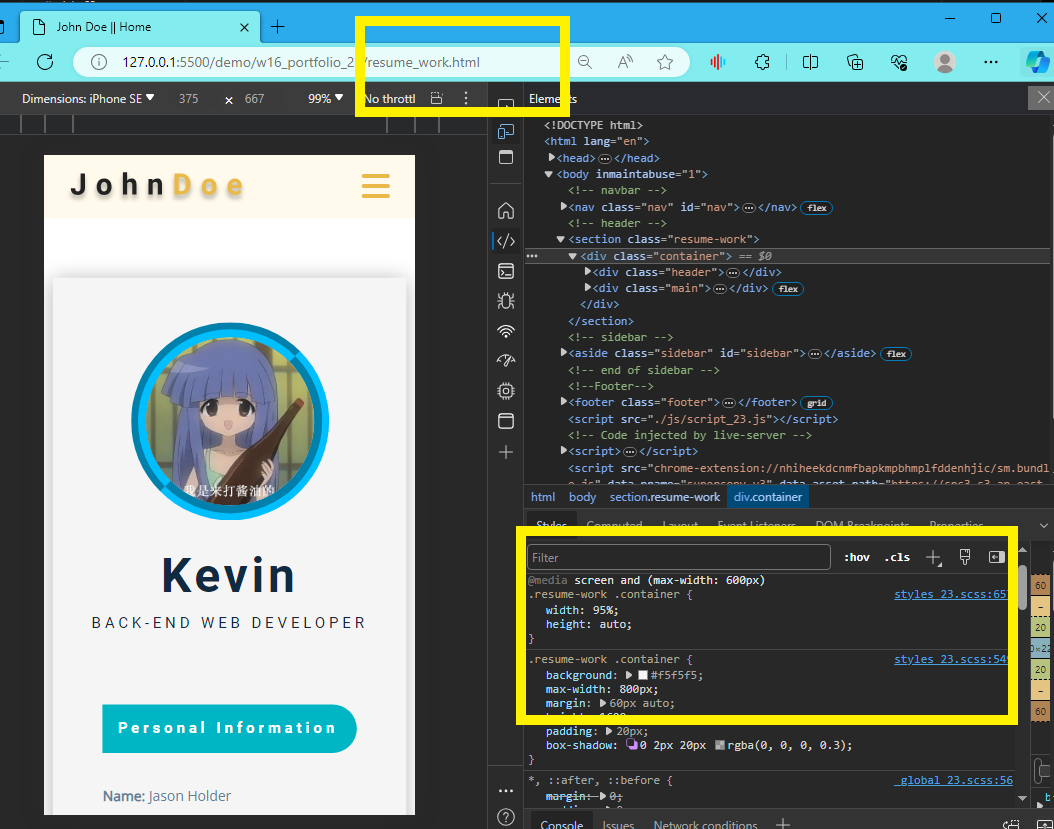 John Doe || Home
127.0.0.1:5500/demo/w16_portfolio_2 /resume_work.html
Dimensions: iPhone SE ▼ 375 x 667 99% ▼ No throttl
Elements
<!DOCTYPE html>
<html lang="en">
<head> ⋯ </head>
<body inmaintabuse="1">
<!-- navbar -->
<nav class="nav" id="nav"> ⋯ </nav> flex
<!-- header -->
<section class="resume-work">
<div class="container"> == $0
<div class="header"> ⋯ </div>
<div class="main"> ⋯ </div> flex
</div>
</section>
<!-- sidebar -->
<aside class="sidebar" id="sidebar"> ⋯ </aside> flex
<!-- end of sidebar -->
<!--Footer-->
<footer class="footer"> ⋯ </footer> grid
<script src="./js/script_23.js"></script>
<!-- Code injected by live-server -->
<script> ⋯ </script>
<script src="chrome-extension://nhiheekdcnmfbapkmpbhmplfddenhjic/sm.bundl
html body section.resume-work div.container
Styles Computed Layout Event Listeners DOM Breakpoints Properties
Filter :hov .cls
@media screen and (max-width: 600px)
.resume-work .container { styles_23.scss:65
width: 95%;
height: auto;
}
.resume-work .container { styles_23.scss:54
background: #f5f5f5;
max-width: 800px;
margin: 60px auto;
padding: 20px;
box-shadow: 0 2px 20px rgba(0, 0, 0, 0.3);
}
*, ::after, ::before { _global_23.scss:56
margin: 0;
60
20
20
60
Console Issues Network conditions
JohnDoe
我是来打酱油的
Kevin
BACK-END WEB DEVELOPER
Personal Information
Name: Jason Holder